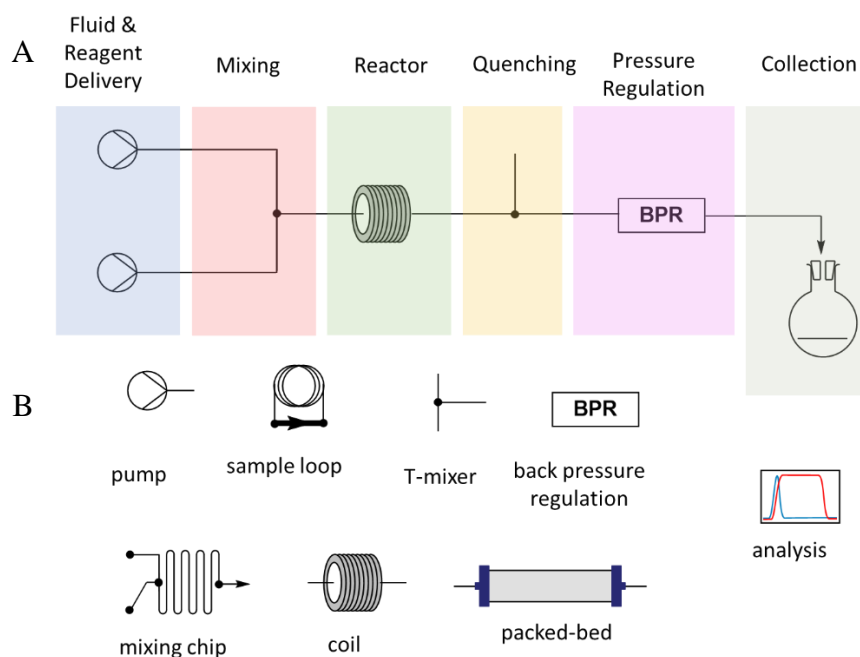 A
Fluid &
Reagent
Delivery
Mixing
Reactor
Quenching
Pressure
Regulation
Collection
BPR
B
pump
sample loop
T-mixer
BPR
back pressure
regulation
analysis
mixing chip
coil
packed-bed